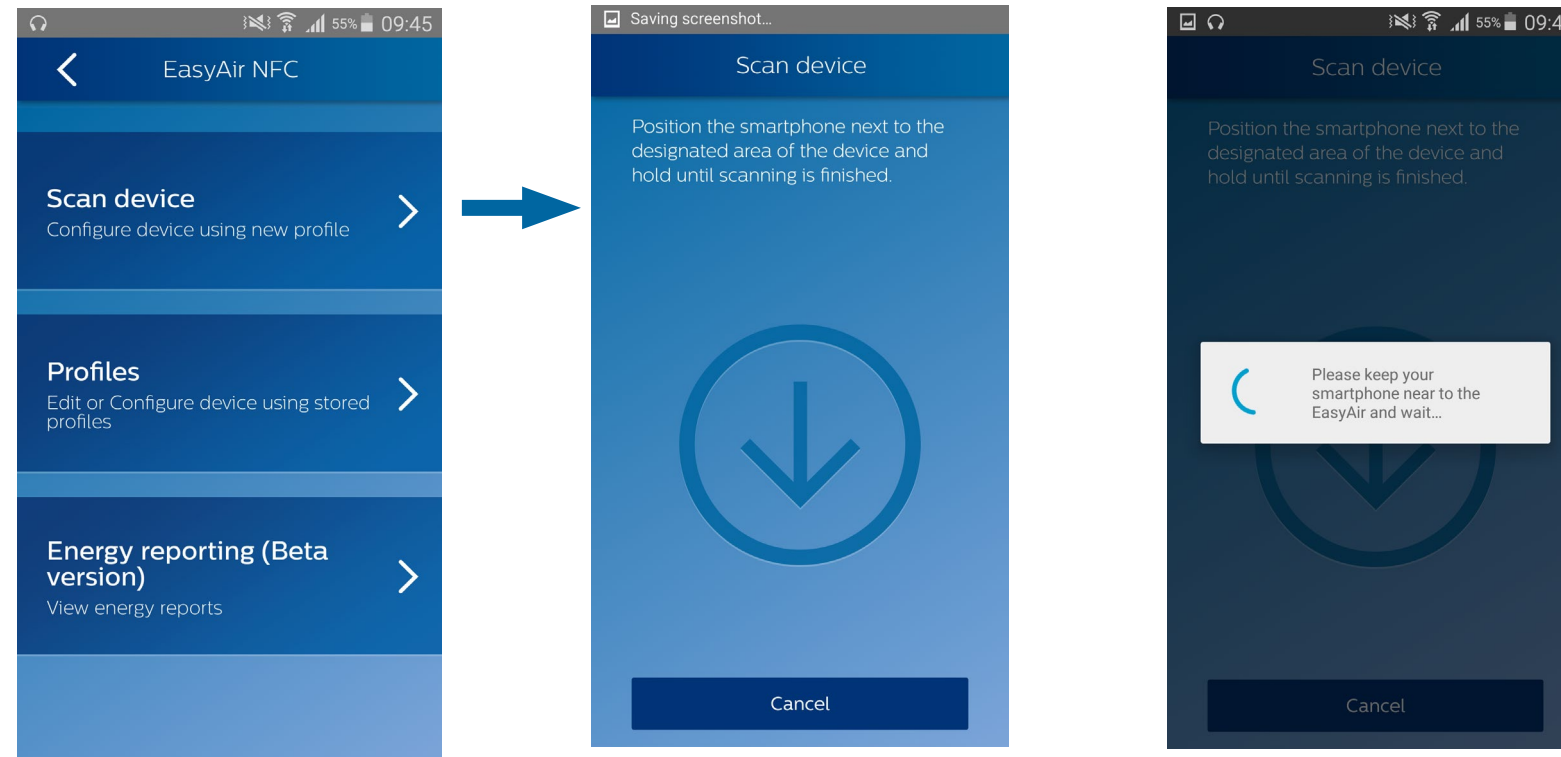 55% 09:45
EasyAir NFC
Scan device
Configure device using new profile
Profiles
Edit or Configure device using stored
profiles
Energy reporting (Beta
version)
View energy reports
Saving screenshot...
Scan device
Position the smartphone next to the
designated area of the device and
hold until scanning is finished.
Cancel
55% 09:4
Scan device
Position the smartphone next to the
designated area of the device and
hold until scanning is finished.
Please keep your
smartphone near to the
EasyAir and wait...
Cancel